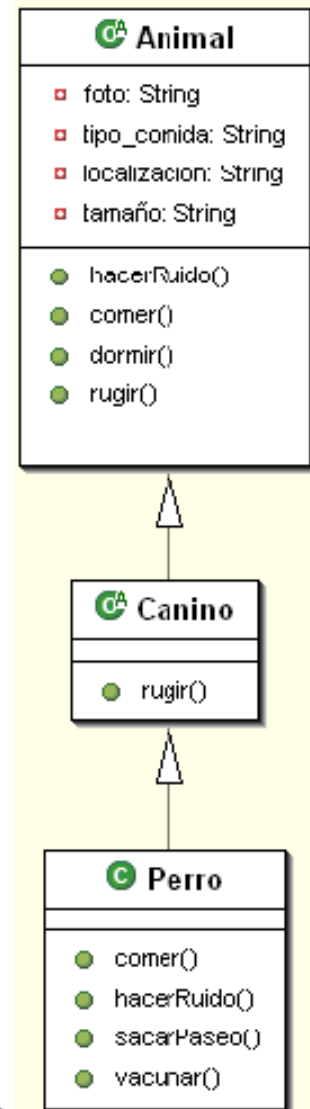 Animal
foto: String
tipo_comida: String
localizacion: String
tamaño: String
hacerRuido()
comer()
dormir()
rugir()
Canino
rugir()
Perro
comer()
hacerRuido()
sacarPaseo()
vacunar()